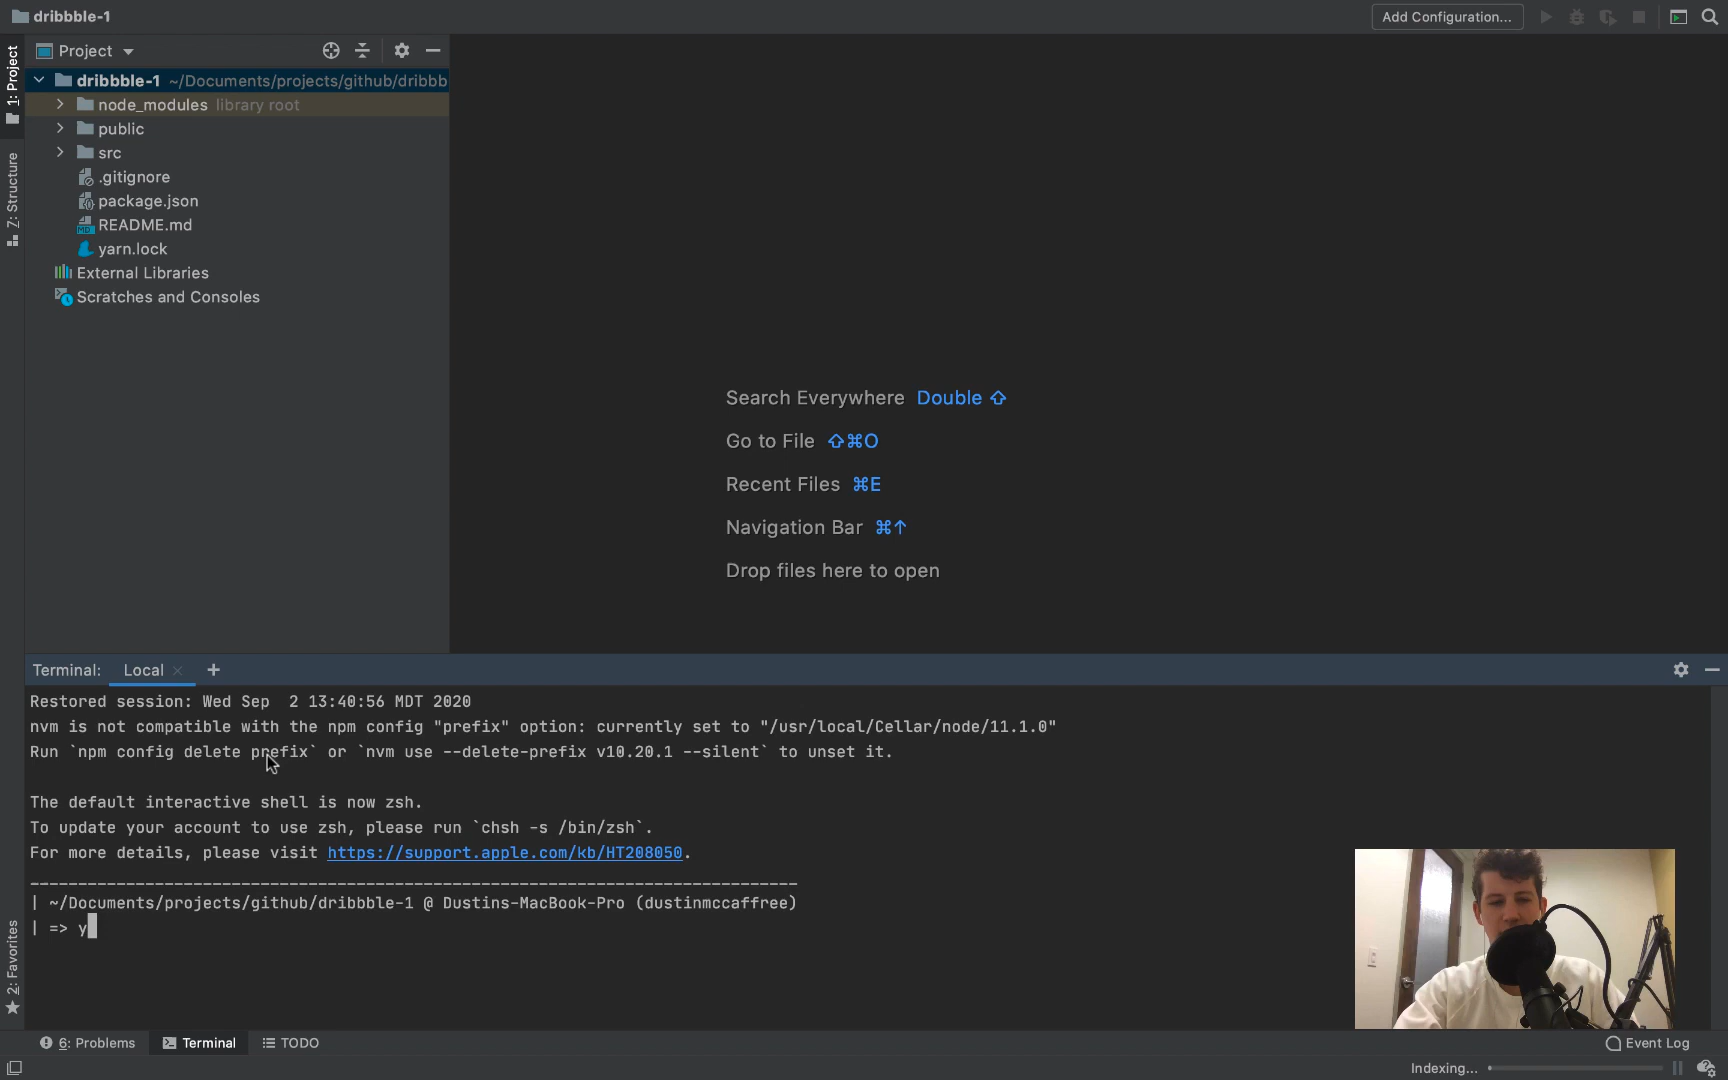 dribbble-1
Add Configuration...
Project
dribbble-1 ~/Documents/projects/github/dribbb
node_modules library root
public
src
.gitignore
package.json
README.md
yarn.lock
External Libraries
Scratches and Consoles
1: Project
Z: Structure
2: Favorites
Search Everywhere Double ⇧
Go to File ⇧⌘O
Recent Files ⌘E
Navigation Bar ⌘↑
Drop files here to open
Terminal: Local × +
Restored session: Wed Sep  2 13:40:56 MDT 2020
nvm is not compatible with the npm config "prefix" option: currently set to "/usr/local/Cellar/node/11.1.0"
Run `npm config delete prefix` or `nvm use --delete-prefix v10.20.1 --silent` to unset it.
The default interactive shell is now zsh.
To update your account to use zsh, please run `chsh -s /bin/zsh`.
For more details, please visit https://support.apple.com/kb/HT208050.
________________________________________________________________________________
| ~/Documents/projects/github/dribbble-1 @ Dustins-MacBook-Pro (dustinmccaffree)
| => y
6: Problems
Terminal
TODO
Event Log
Indexing...